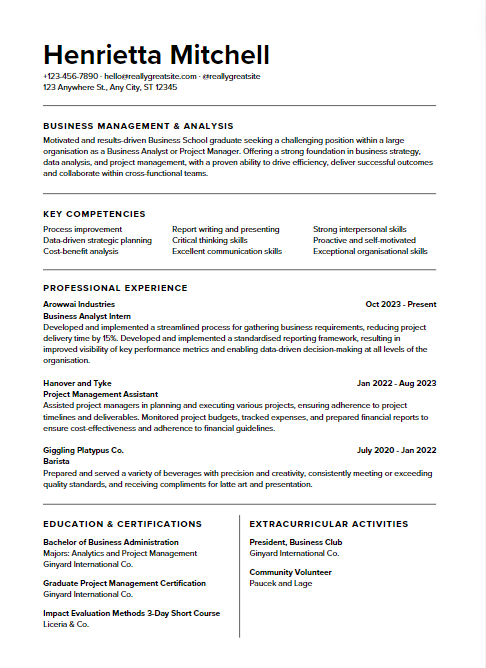 Henrietta Mitchell
+123-456-7890 · hello@reallygreatsite.com · @reallygreatsite
123 Anywhere St., Any City, ST 12345
BUSINESS MANAGEMENT & ANALYSIS
Motivated and results-driven Business School graduate seeking a challenging position within a large
organisation as a Business Analyst or Project Manager. Offering a strong foundation in business strategy,
data analysis, and project management, with a proven ability to drive efficiency, deliver successful outcomes
and collaborate within cross-functional teams.
KEY COMPETENCIES
Process improvement
Data-driven strategic planning
Cost-benefit analysis
Report writing and presenting
Critical thinking skills
Excellent communication skills
Strong interpersonal skills
Proactive and self-motivated
Exceptional organisational skills
PROFESSIONAL EXPERIENCE
Arowwai Industries Oct 2023 - Present
Business Analyst Intern
Developed and implemented a streamlined process for gathering business requirements, reducing project
delivery time by 15%. Developed and implemented a standardised reporting framework, resulting in
improved visibility of key performance metrics and enabling data-driven decision-making at all levels of the
organisation.
Hanover and Tyke Jan 2022 - Aug 2023
Project Management Assistant
Assisted project managers in planning and executing various projects, ensuring adherence to project
timelines and deliverables. Monitored project budgets, tracked expenses, and prepared financial reports to
ensure cost-effectiveness and adherence to financial guidelines.
Giggling Platypus Co. July 2020 - Jan 2022
Barista
Prepared and served a variety of beverages with precision and creativity, consistently meeting or exceeding
quality standards, and receiving compliments for latte art and presentation.
EDUCATION & CERTIFICATIONS
Bachelor of Business Administration
Majors: Analytics and Project Management
Ginyard International Co.
Graduate Project Management Certification
Ginyard International Co.
Impact Evaluation Methods 3-Day Short Course
Liceria & Co.
EXTRACURRICULAR ACTIVITIES
President, Business Club
Ginyard International Co.
Community Volunteer
Paucek and Lage